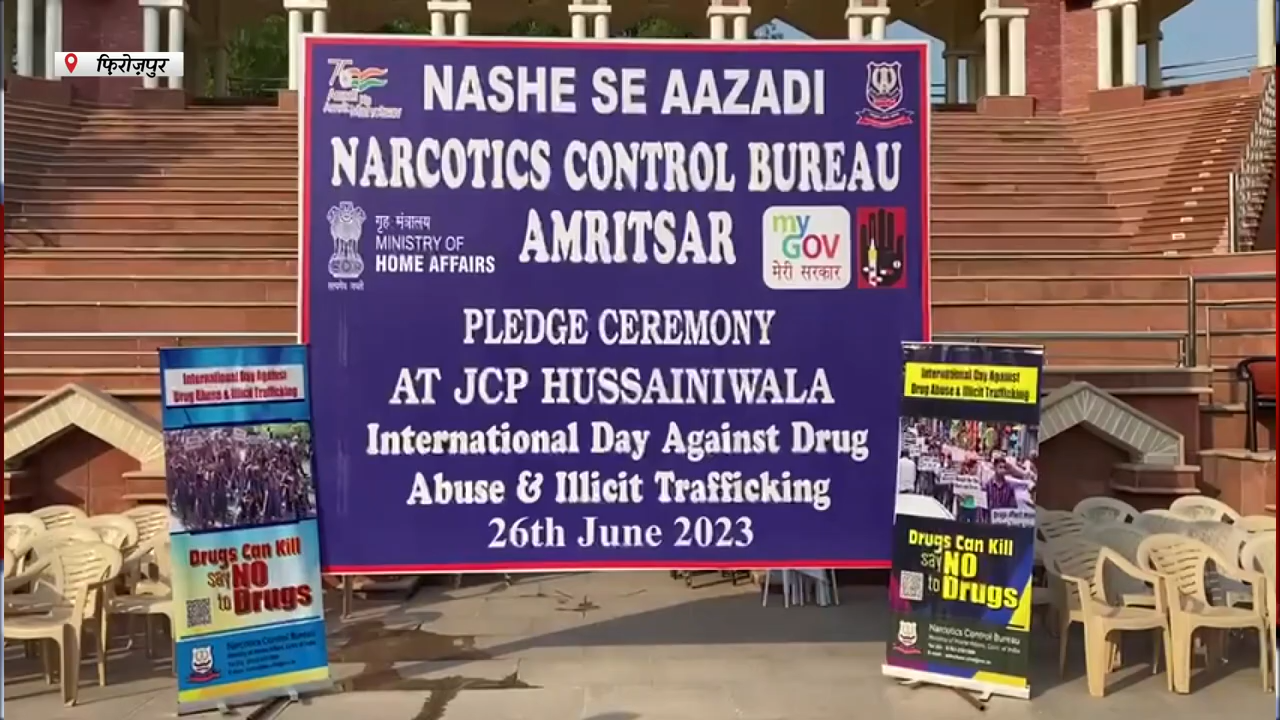 फ़िरोज़पुर
NASHE SE AAZADI
NARCOTICS CONTROL BUREAU
AMRITSAR
गृह मंत्रालय
MINISTRY OF
HOME AFFAIRS
सत्यमेव जयते
my
GOV
मेरी सरकार
PLEDGE CEREMONY
AT JCP HUSSAINIWALA
International Day Against Drug
Abuse & Illicit Trafficking
26th June 2023
International Day Against
Drug Abuse & Illicit Trafficking
Drugs Can Kill
say NO
to Drugs
Narcotics Control Bureau
International Day Against
Drug Abuse & Illicit Trafficking
Drugs Can Kill
say NO
to Drugs
Narcotics Control Bureau